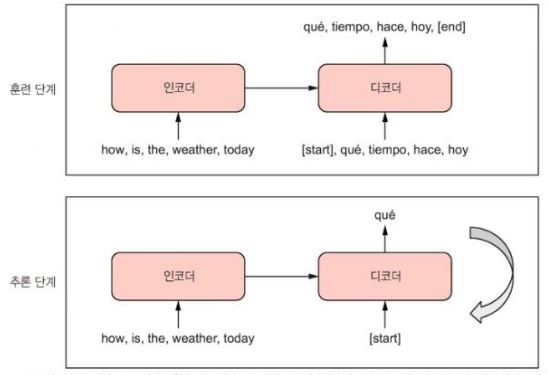 qué, tiempo, hace, hoy, [end]
훈련 단계
인코더
디코더
how, is, the, weather, today
[start], qué, tiempo, hace, hoy
qué
추론 단계
인코더
디코더
how, is, the, weather, today
[start]